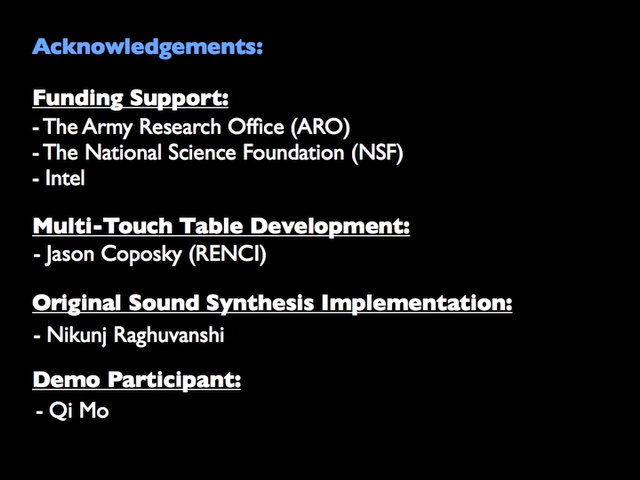 Acknowledgements:
Funding Support:
- The Army Research Office (ARO)
- The National Science Foundation (NSF)
- Intel
Multi-Touch Table Development:
- Jason Coposky (RENCI)
Original Sound Synthesis Implementation:
- Nikunj Raghuvanshi
Demo Participant:
- Qi Mo